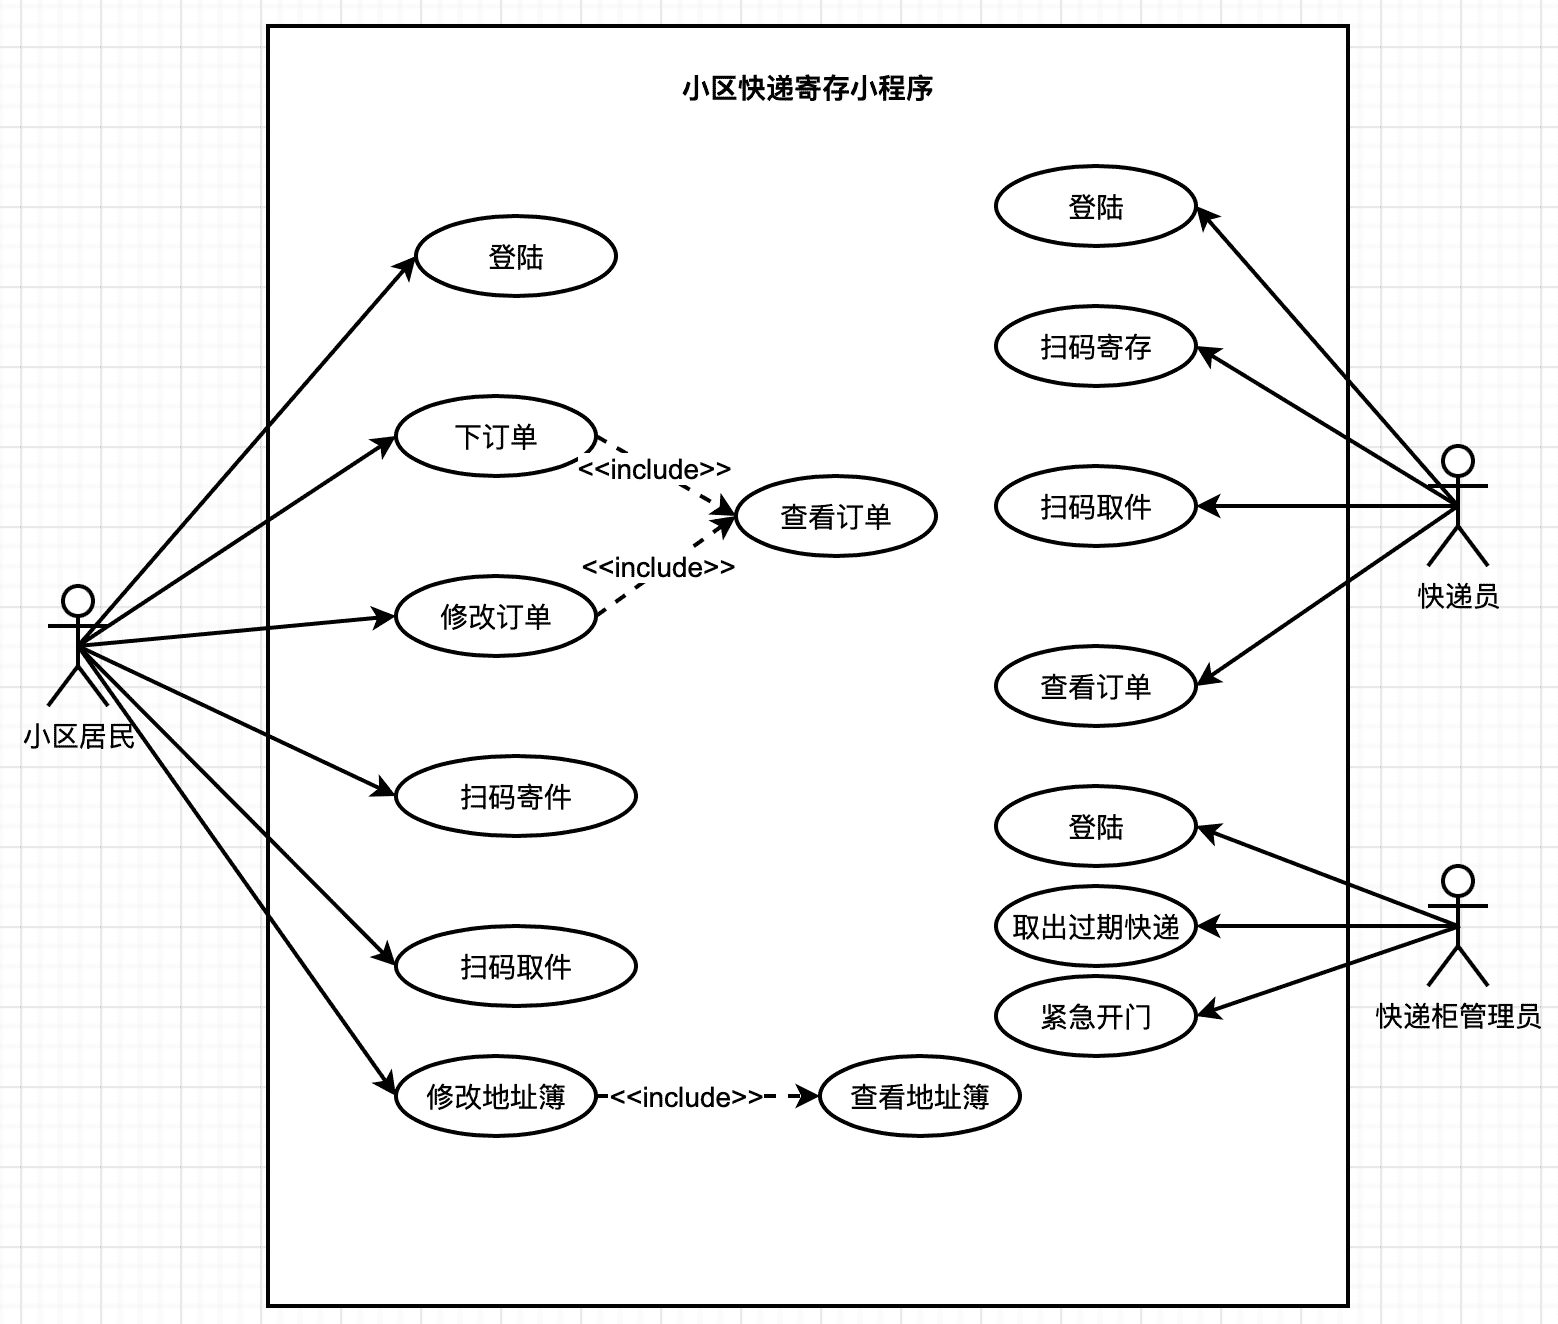 小区快递寄存小程序
登陆
下订单
<<include>>
查看订单
<<include>>
修改订单
扫码寄件
扫码取件
修改地址簿
<<include>>
查看地址簿
小区居民
登陆
扫码寄存
扫码取件
查看订单
快递员
登陆
取出过期快递
紧急开门
快递柜管理员